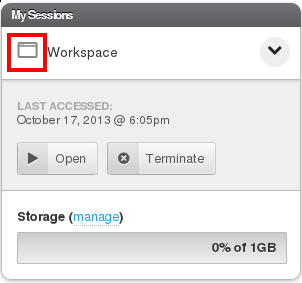 My Sessions
Workspace
LAST ACCESSED:
October 17, 2013 @ 6:05pm
Open Terminate
Storage (manage)
0% of 1GB